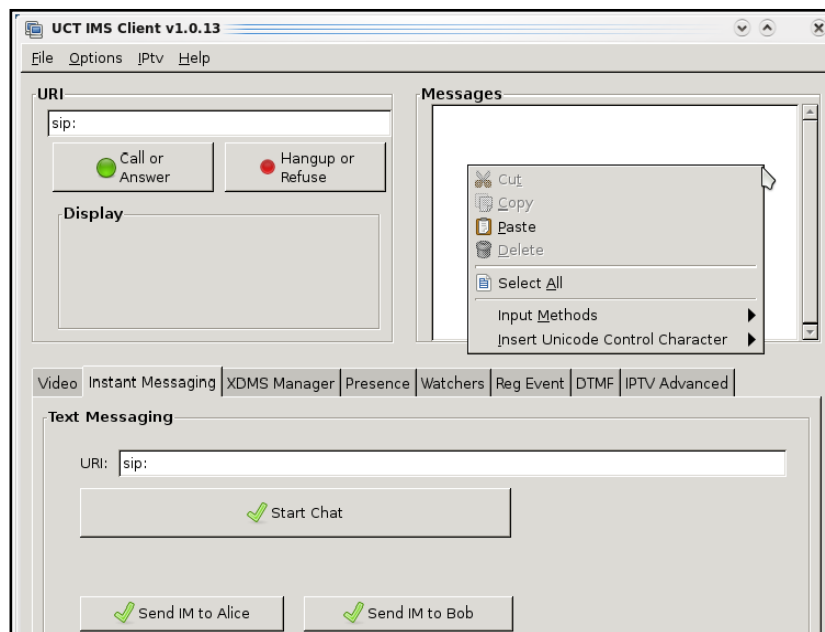 UCT IMS Client v1.0.13
File Options IPtv Help
URI
sip:
Call or
Answer
Hangup or
Refuse
Display
Messages
Cut
Copy
Paste
Delete
Select All
Input Methods
Insert Unicode Control Character
Video Instant Messaging XDMS Manager Presence Watchers Reg Event DTMF IPTV Advanced
Text Messaging
URI: sip:
Start Chat
Send IM to Alice Send IM to Bob